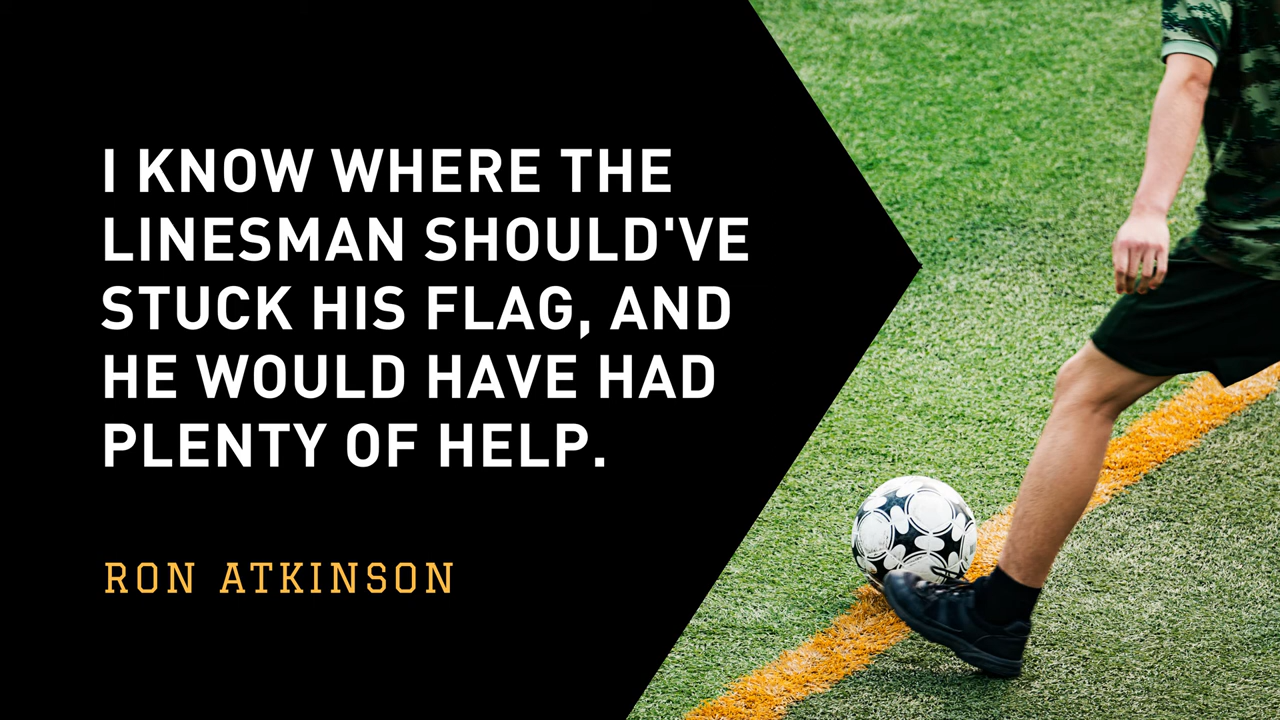 I KNOW WHERE THE
LINESMAN SHOULD'VE
STUCK HIS FLAG, AND
HE WOULD HAVE HAD
PLENTY OF HELP.
RON ATKINSON